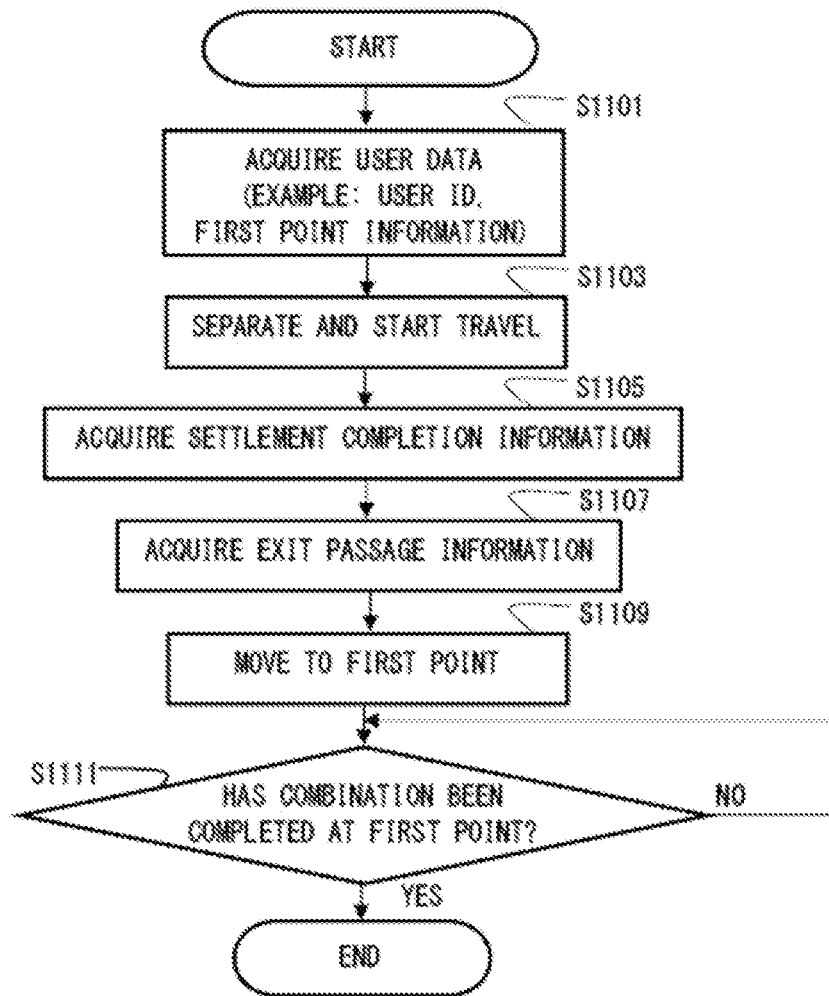 START
S1101
ACQUIRE USER DATA
(EXAMPLE: USER ID,
FIRST POINT INFORMATION)
S1103
SEPARATE AND START TRAVEL
S1105
ACQUIRE SETTLEMENT COMPLETION INFORMATION
S1107
ACQUIRE EXIT PASSAGE INFORMATION
S1109
MOVE TO FIRST POINT
S1111
HAS COMBINATION BEEN
COMPLETED AT FIRST POINT?
NO
YES
END